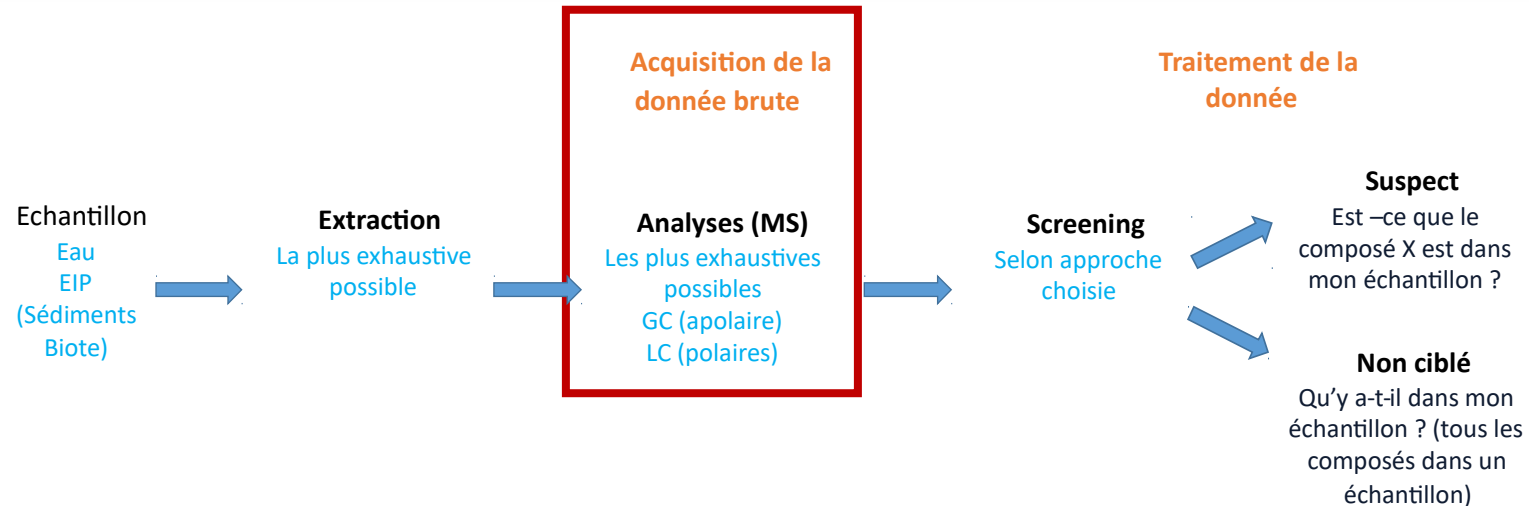 Acquisition de la
donnée brute
Traitement de la
donnée
Echantillon
Eau
EIP
(Sédiments
Biote)
Extraction
La plus exhaustive
possible
Analyses (MS)
Les plus exhaustives
possibles
GC (apolaire)
LC (polaires)
Screening
Selon approche
choisie
Suspect
Est –ce que le
composé X est dans
mon échantillon ?
Non ciblé
Qu’y a-t-il dans mon
échantillon ? (tous les
composés dans un
échantillon)